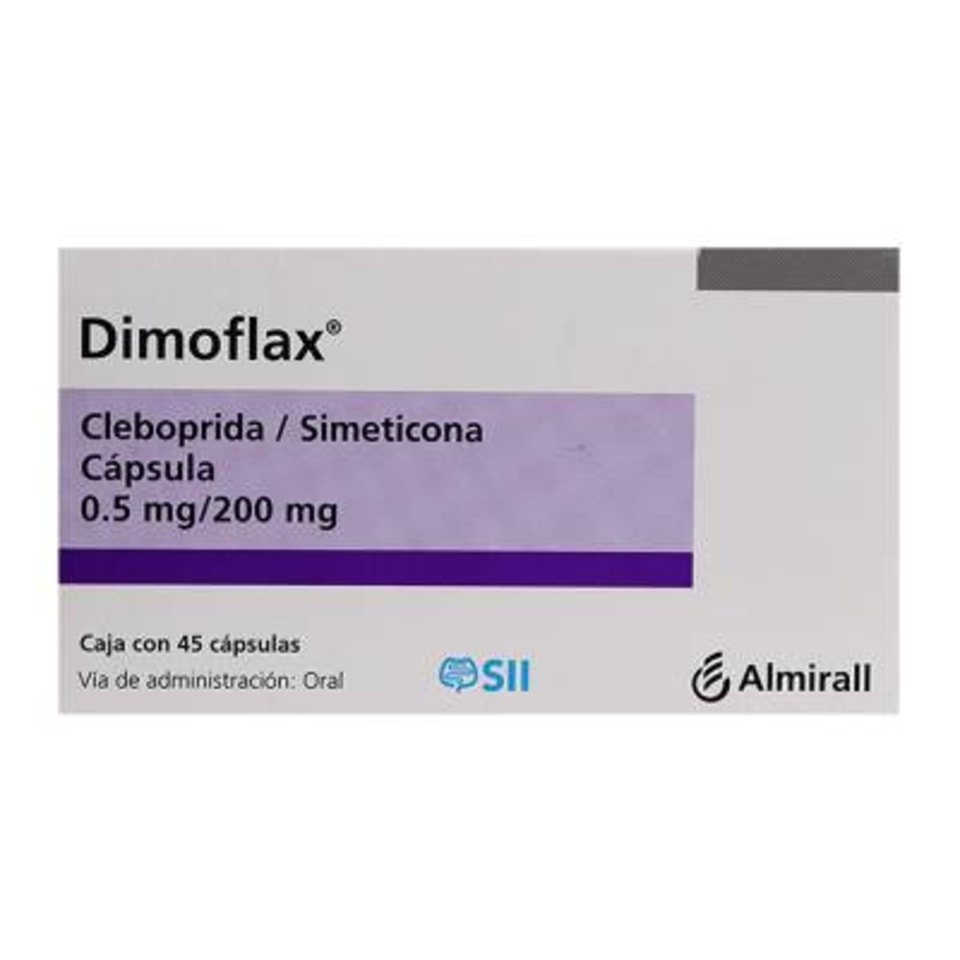 Dimoflax®
Cleboprida / Simeticona
Cápsula
0.5 mg/200 mg
Caja con 45 cápsulas
Vía de administración: Oral
SII
Almirall